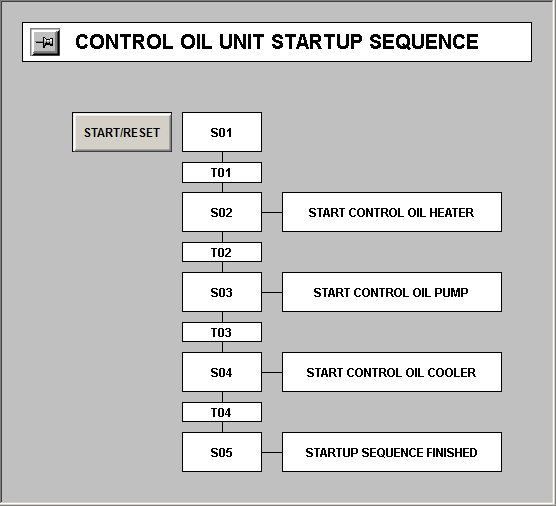 CONTROL OIL UNIT STARTUP SEQUENCE
START/RESET
S01
T01
S02
START CONTROL OIL HEATER
T02
S03
START CONTROL OIL PUMP
T03
S04
START CONTROL OIL COOLER
T04
S05
STARTUP SEQUENCE FINISHED